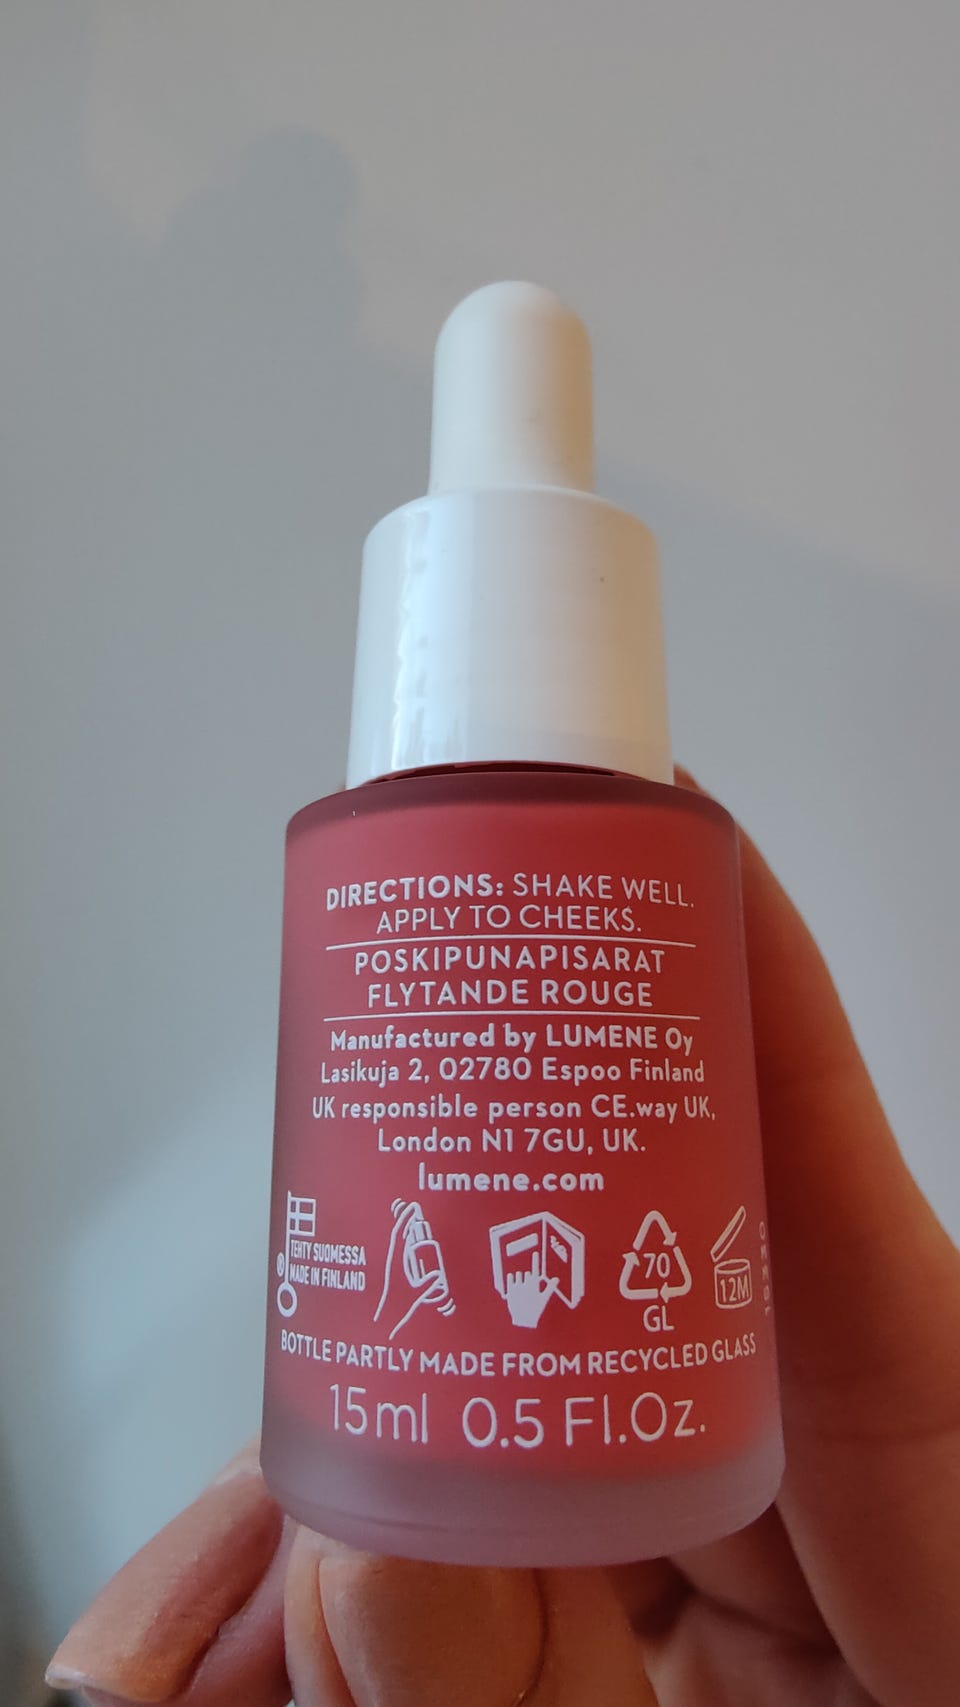 DIRECTIONS: SHAKE WELL.
APPLY TO CHEEKS.
POSKIPUNAPISARAT
FLYTANDE ROUGE
Manufactured by LUMENE Oy
Lasikuja 2, 02780 Espoo Finland
UK responsible person CE.way UK,
London N1 7GU, UK.
lumene.com
TEHTY SUOMESSA
MADE IN FINLAND
70
GL
12M
BOTTLE PARTLY MADE FROM RECYCLED GLASS
15ml 0.5 Fl.Oz.